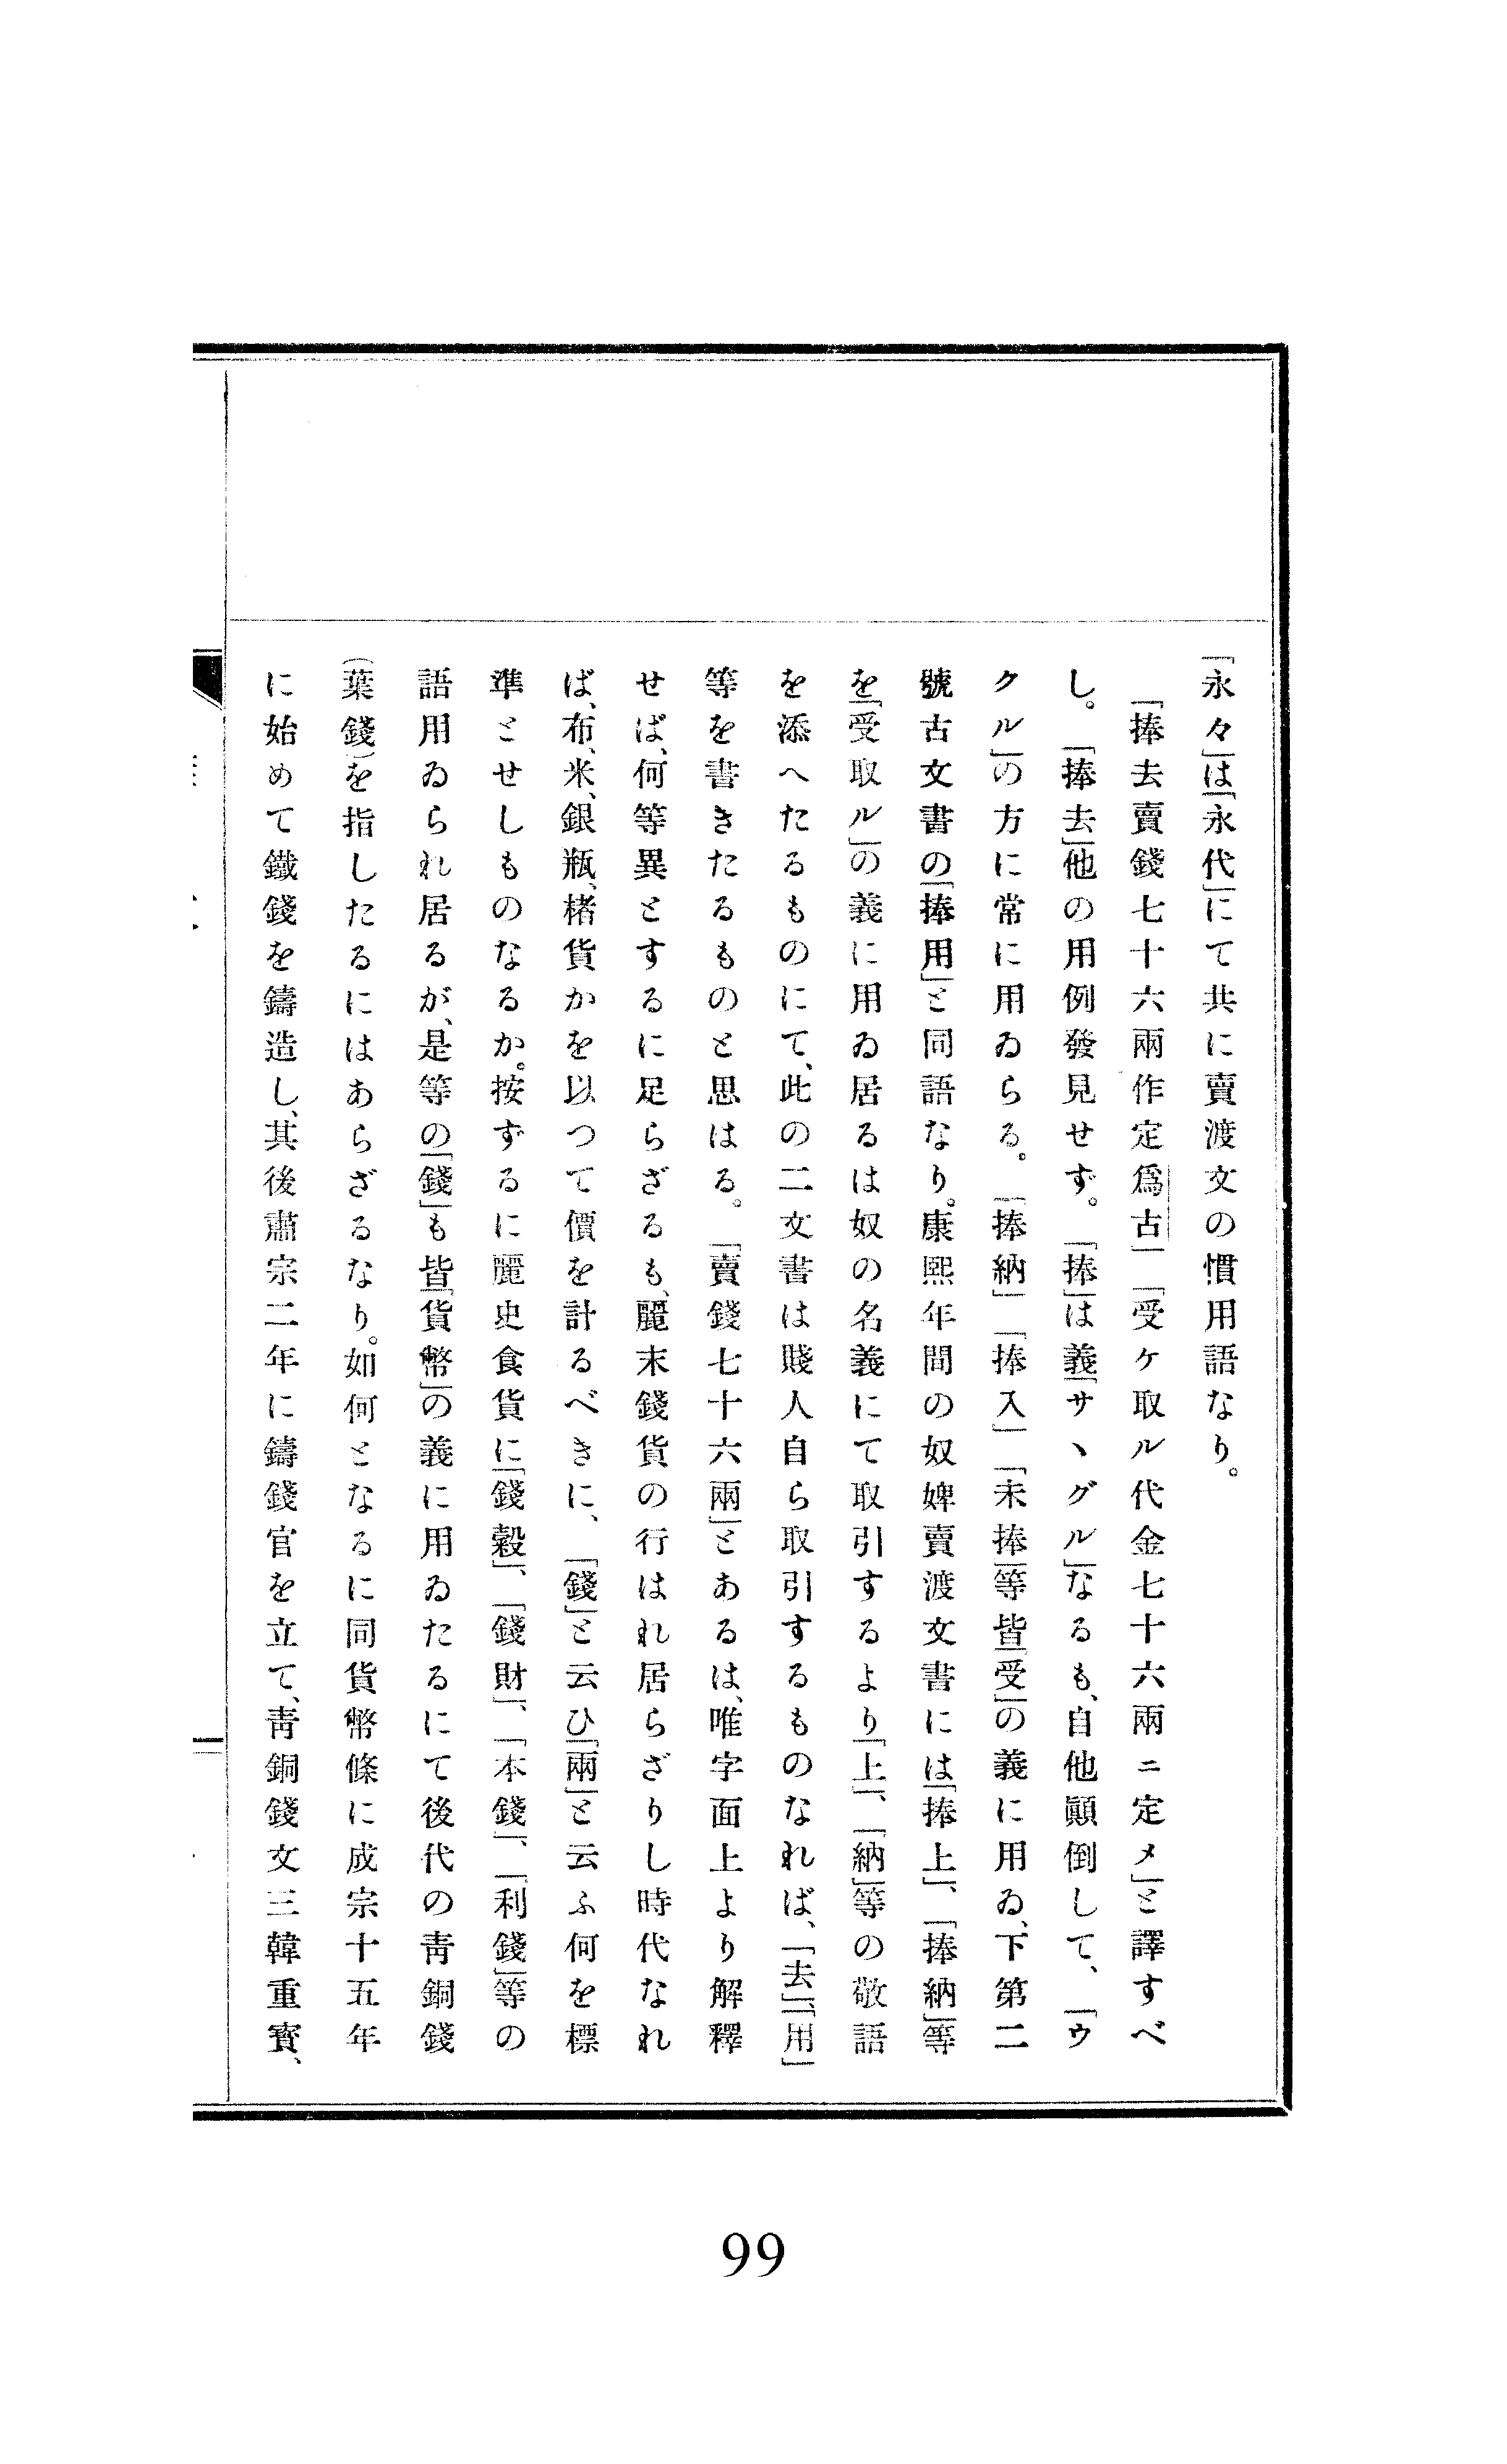 「永々」は「永代」にて共に賣渡文の慣用語なり。
「捧去賣錢七十六兩作定爲古」「受ケ取ル代金七十六兩ニ定メ」と譯すべ
し。「捧去」他の用例發見せず。「捧」は義「サヽグル」なるも、自他顚倒して、「ウ
クル」の方に常に用ゐらる。「捧納」「捧入」「未捧」等皆「受」の義に用ゐ、下第二
號古文書の「捧用」と同語なり。康熙年間の奴婢賣渡文書には「捧上」、「捧納」等
を「受取ル」の義に用ゐ居るは奴の名義にて取引するより「上」、「納」等の敬語
を添へたるものにて、此の二文書は賤人自ら取引するものなれば、「去」、「用」
等を書きたるものと思はる。「賣錢七十六兩」とあるは、唯字面上より解釋
せば、何等異とするに足らざるも、麗末錢貨の行はれ居らざりし時代なれ
ば、布、米、銀瓶、楮貨かを以つて價を計るべきに、「錢」と云ひ「兩」と云ふ何を標
準とせしものなるか。按ずるに麗史食貨に「錢穀」、「錢財」、「本錢」、「利錢」等の
語用ゐられ居るが、是等の「錢」も皆「貨幣」の義に用ゐたるにて後代の靑銅錢
(葉錢)を指したるにはあらざるなり。如何となるに同貨幣條に成宗十五年
に始めて鐵錢を鑄造し、其後肅宗二年に鑄錢官を立て、靑銅錢文三韓重寶、
99